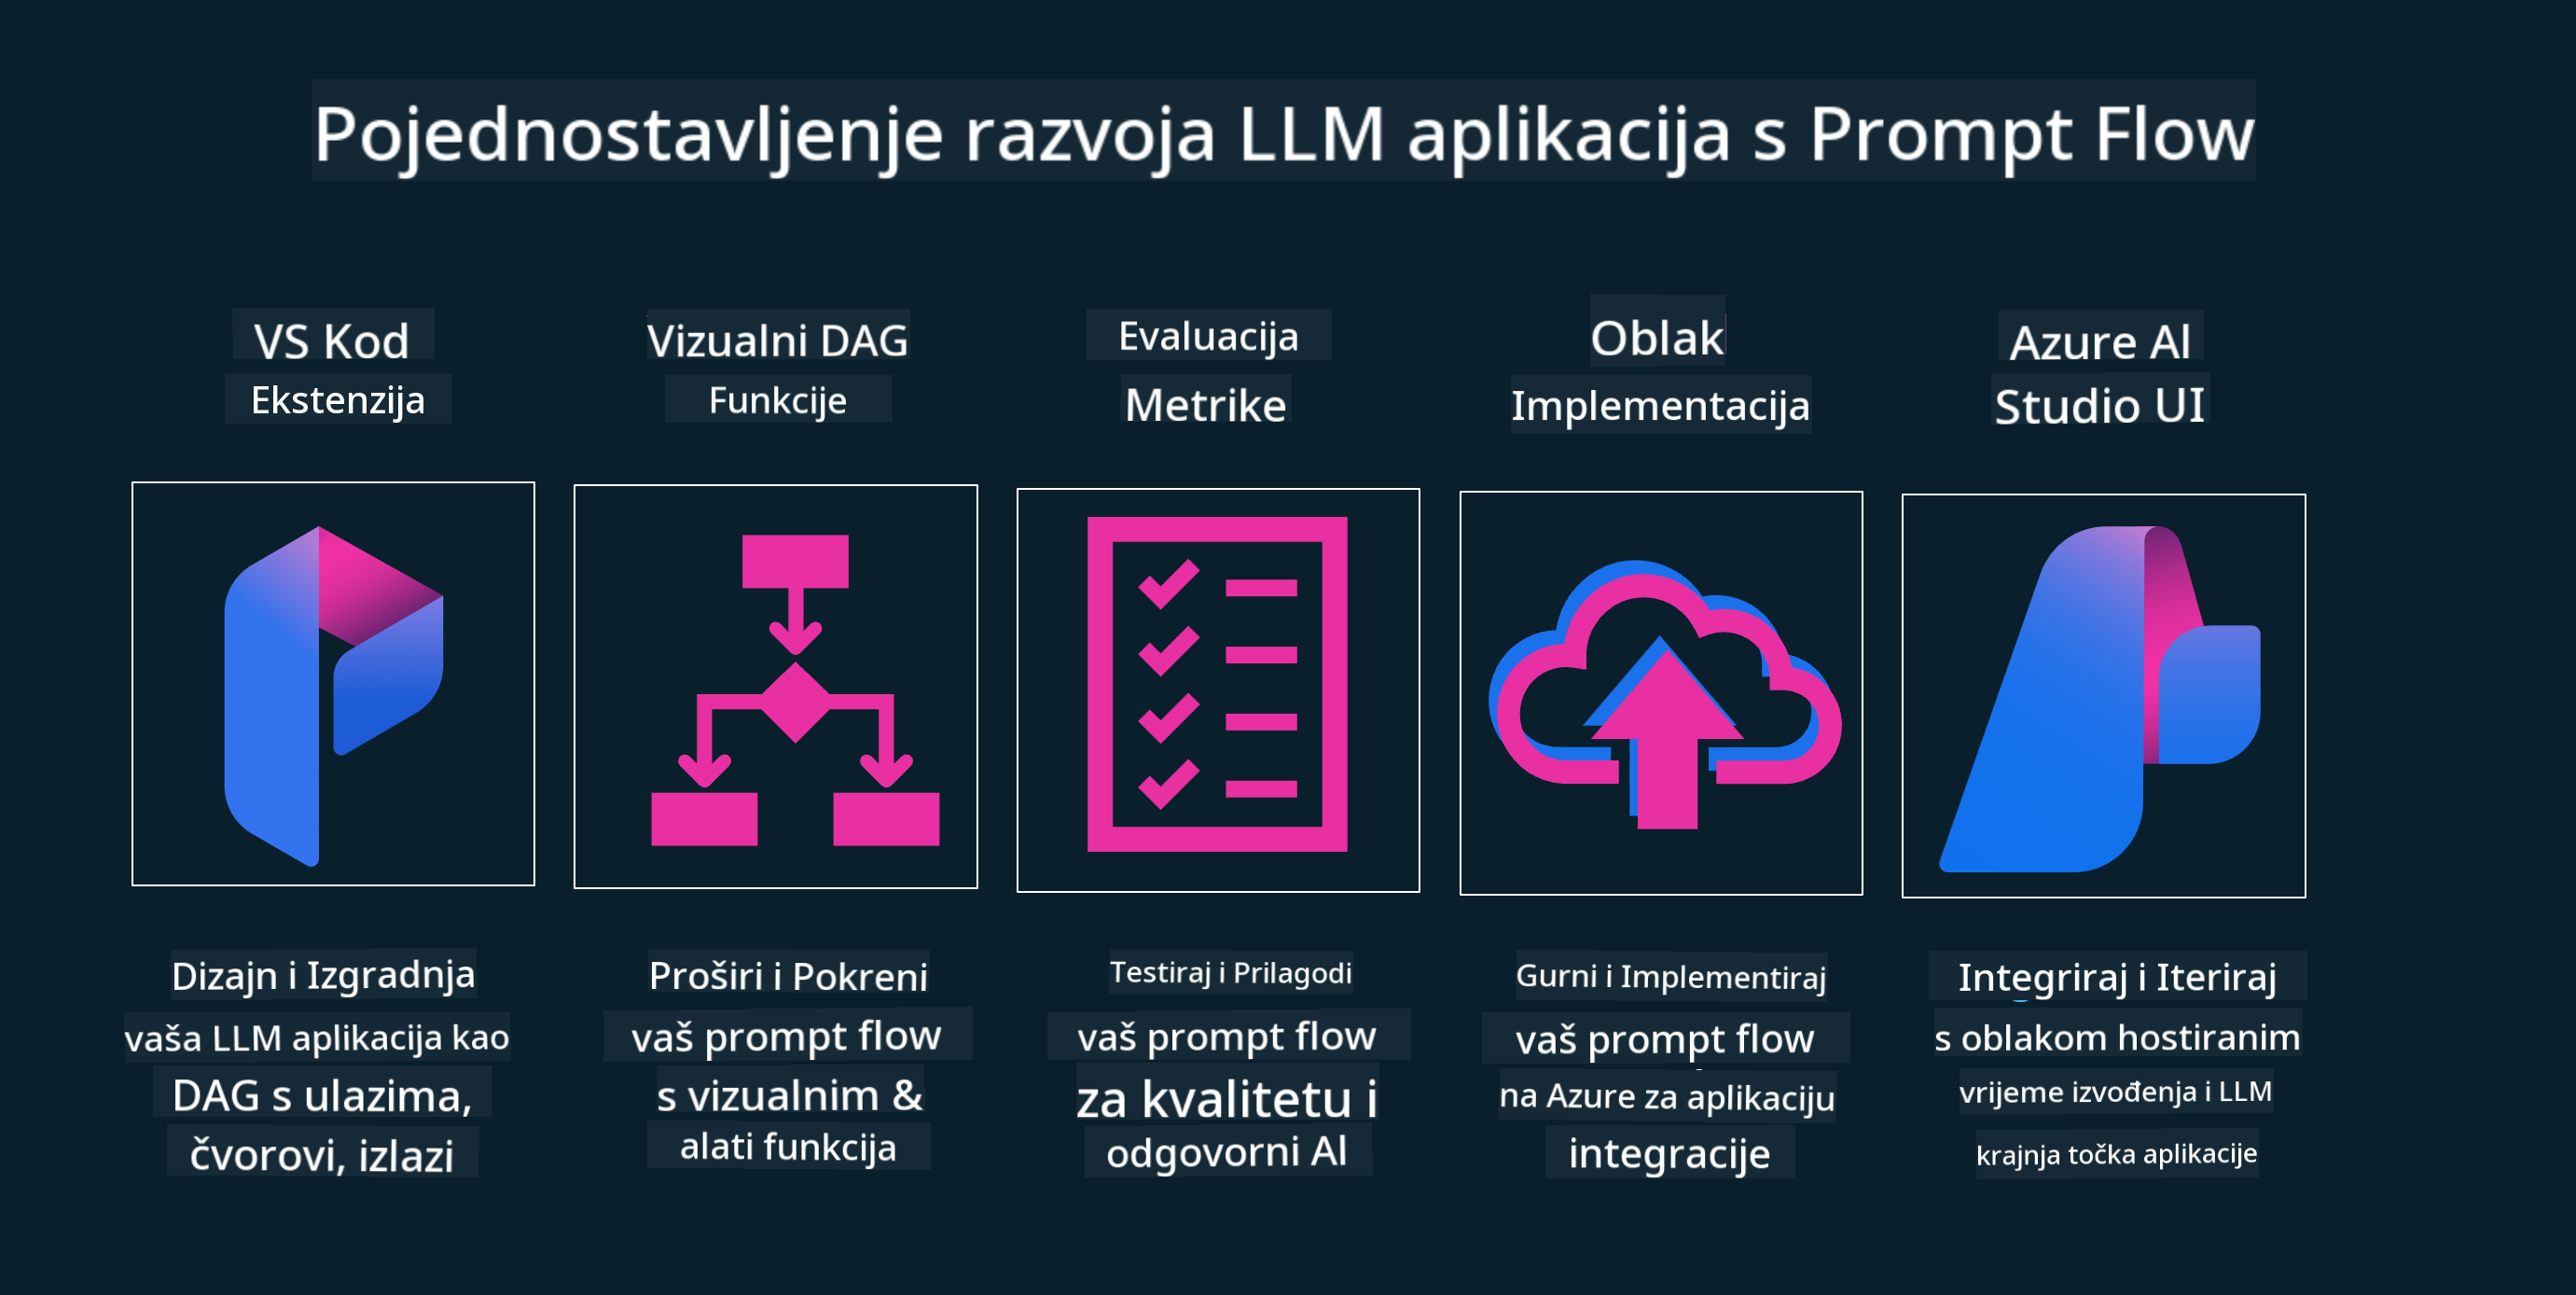 Pojednostavljenje razvoja LLM aplikacija s Prompt Flow
VS Kod
Ekstenzija
Vizualni DAG
Funkcije
Evaluacija
Metrike
Oblak
Implementacija
Azure Al
Studio UI
Dizajn i Izgradnja
vaša LLM aplikacija kao
DAG s ulazima,
čvorovi, izlazi
Proširi i Pokreni
vaš prompt flow
s vizualnim &
alati funkcija
Testiraj i Prilagodi
vaš prompt flow
za kvalitetu i
odgovorni Al
Gurni i Implementiraj
vaš prompt flow
na Azure za aplikaciju
integracije
Integriraj i Iteriraj
s oblakom hostiranim
vrijeme izvođenja i LLM
krajnja točka aplikacije